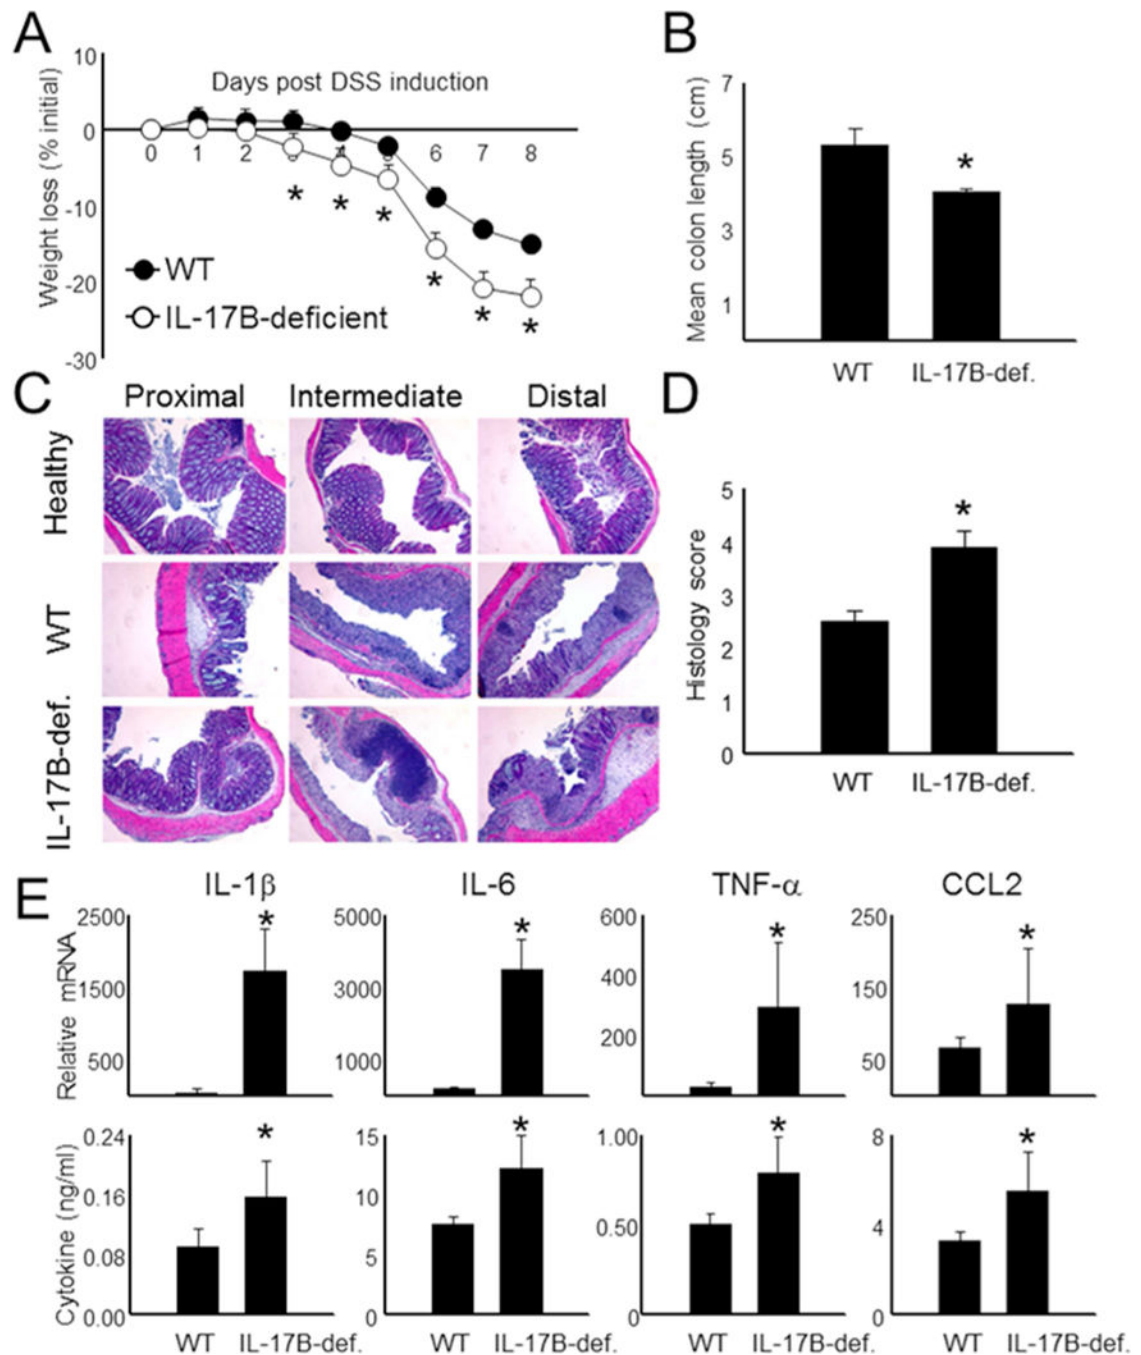 A
10
0
-10
-20
-30
Weight loss (% initial)
Days post DSS induction
0 1 2 6 7 8
* * * * * *
WT
IL-17B-deficient
B
7
5
3
1
Mean colon length (cm)
*
WT IL-17B-def.
C
Proximal Intermediate Distal
Healthy
WT
IL-17B-def.
D
5
4
3
2
1
0
Histology score
*
WT IL-17B-def.
E
IL-1β IL-6 TNF-α CCL2
Relative mRNA
2500 5000 600 250
1500 3000 400 150
500 1000 200 50
* * * *
Cytokine (ng/ml)
0.24 15 1.00 8
0.16 10 0.50 4
0.08 5
0.00 0 0 0
* * * *
WT IL-17B-def. WT IL-17B-def. WT IL-17B-def. WT IL-17B-def.